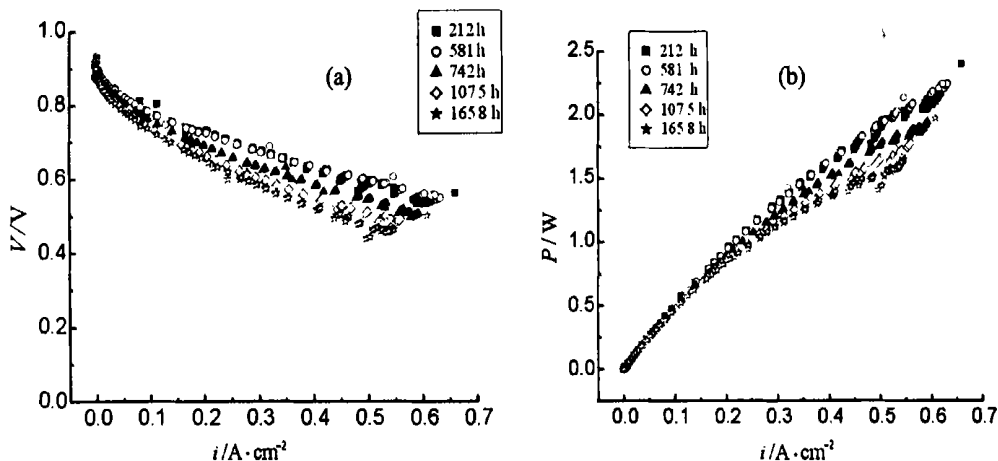 212 h
581 h
742 h
1075 h
1658 h
(a)
1.0
0.8
0.6
0.4
0.2
0.0
V/V
0.0 0.1 0.2 0.3 0.4 0.5 0.6 0.7
i/A·cm⁻²
212 h
581 h
742 h
1075 h
1658 h
(b)
2.5
2.0
1.5
1.0
0.5
0.0
P/W
0.0 0.1 0.2 0.3 0.4 0.5 0.6 0.7
i/A·cm⁻²